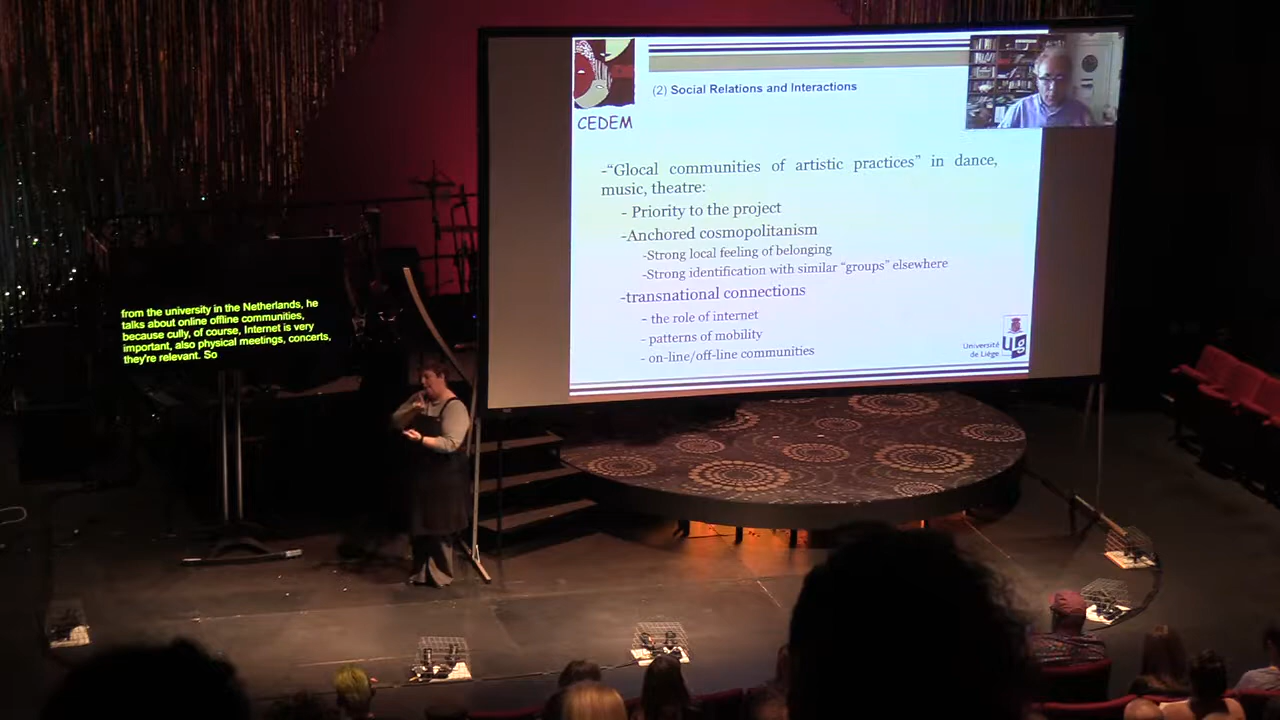 (2) Social Relations and Interactions
CEDEM
-“Glocal communities of artistic practices” in dance,
music, theatre:
- Priority to the project
-Anchored cosmopolitanism
-Strong local feeling of belonging
-Strong identification with similar “groups” elsewhere
-transnational connections
- the role of internet
- patterns of mobility
- on-line/off-line communities
Université
de Liège
ULg
from the university in the Netherlands, he
talks about online offline communities,
because cully, of course, Internet is very
important, also physical meetings, concerts,
they're relevant. So